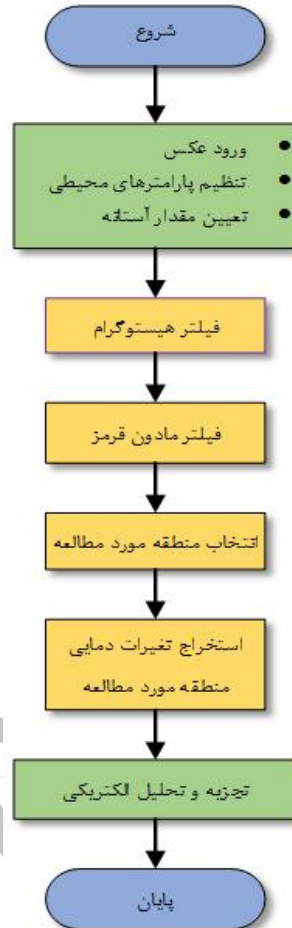 شروع
ورود عکس
تنظیم پارامترهای محیطی
تعیین مقدار آستانه
فیلتر هیستوگرام
فیلتر مادون قرمز
انتخاب منطقه مورد مطالعه
استخراج تغیرات دمایی
منطقه مورد مطالعه
تجزیه و تحلیل الکتریکی
پایان